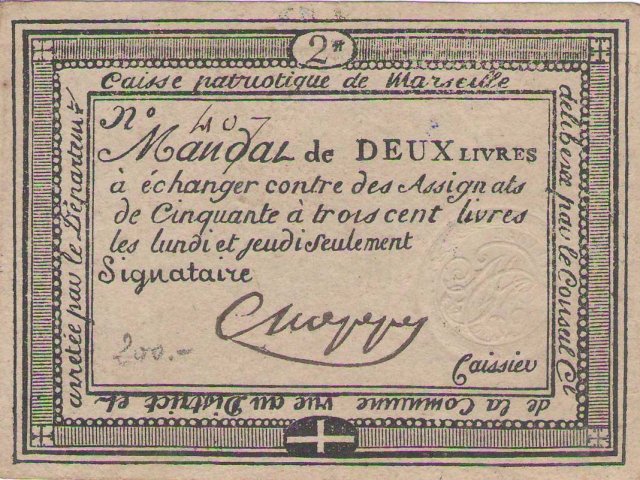 2ᵗᵗ
Caisse patriotique de Marseille
délibérée par le Conseil Gl
de la Commune vue au District et
arrêtée par le Départemt
No 407
Mandat de DEUX LIVRES
à échanger contre des Assignats
de Cinquante à trois cent livres
les lundi et jeudi seulement
Signataire
200.-
Caissier